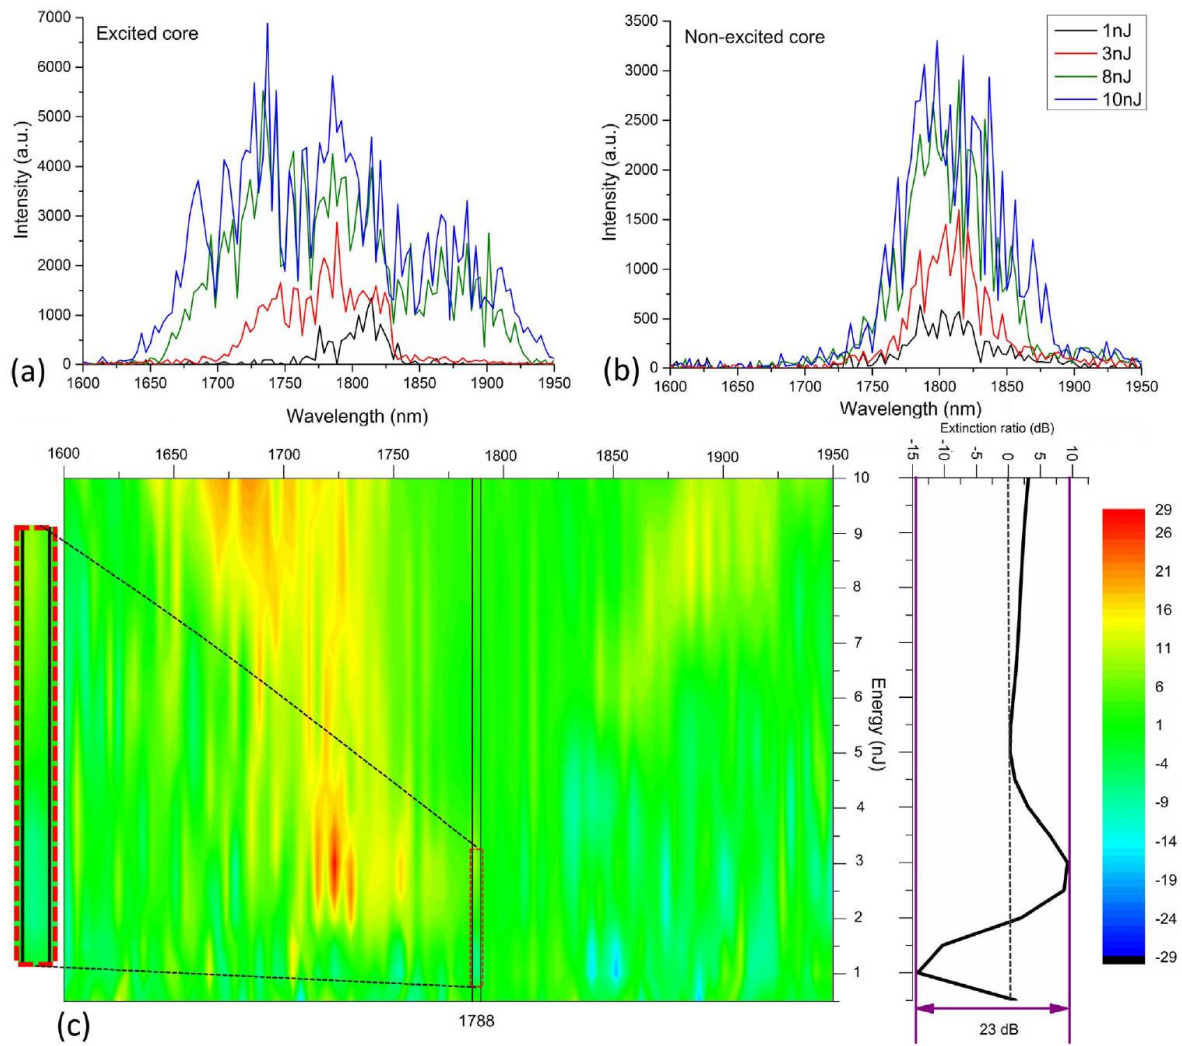 Excited core
Intensity (a.u.)
7000
6000
5000
4000
3000
2000
1000
0
1600 1650 1700 1750 1800 1850 1900 1950
Wavelength (nm)
(a)
Non-excited core
1nJ
3nJ
8nJ
10nJ
Intensity (a.u.)
3500
3000
2500
2000
1500
1000
500
0
1600 1650 1700 1750 1800 1850 1900 1950
Wavelength (nm)
(b)
1600 1650 1700 1750 1800 1850 1900 1950
10
9
8
7
6
5
4
3
2
1
Energy (nJ)
1788
(c)
Extinction ratio (dB)
-15 -10 -5 0 5 10
23 dB
29
26
21
16
11
6
1
-4
-9
-14
-19
-24
-29